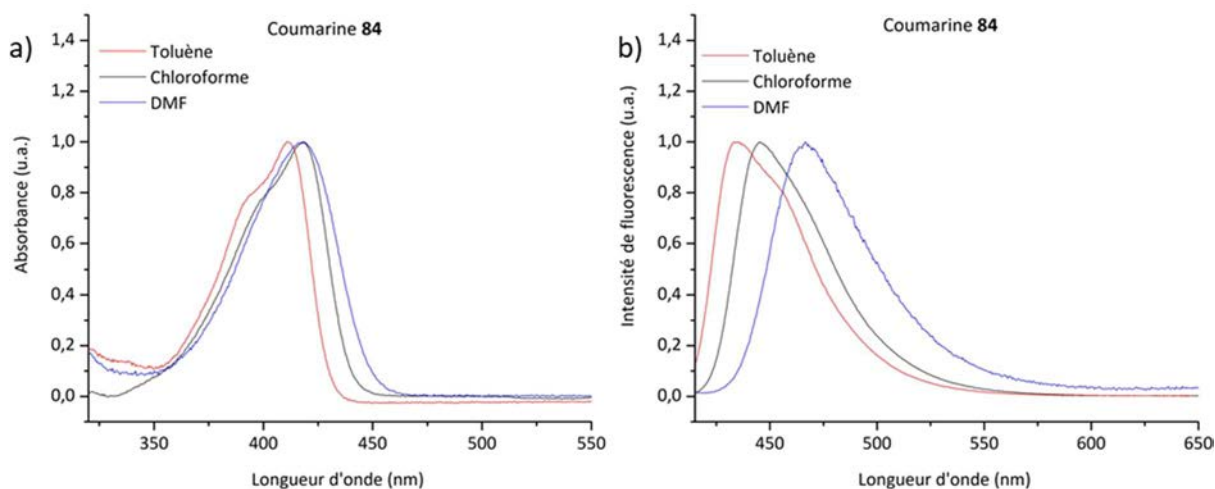 a)
Coumarine 84
Toluène
Chloroforme
DMF
Absorbance (u.a.)
1,4
1,2
1,0
0,8
0,6
0,4
0,2
0,0
350 400 450 500 550
Longueur d'onde (nm)
b)
Coumarine 84
Toluène
Chloroforme
DMF
Intensité de fluorescence (u.a.)
1,4
1,2
1,0
0,8
0,6
0,4
0,2
0,0
450 500 550 600 650
Longueur d'onde (nm)